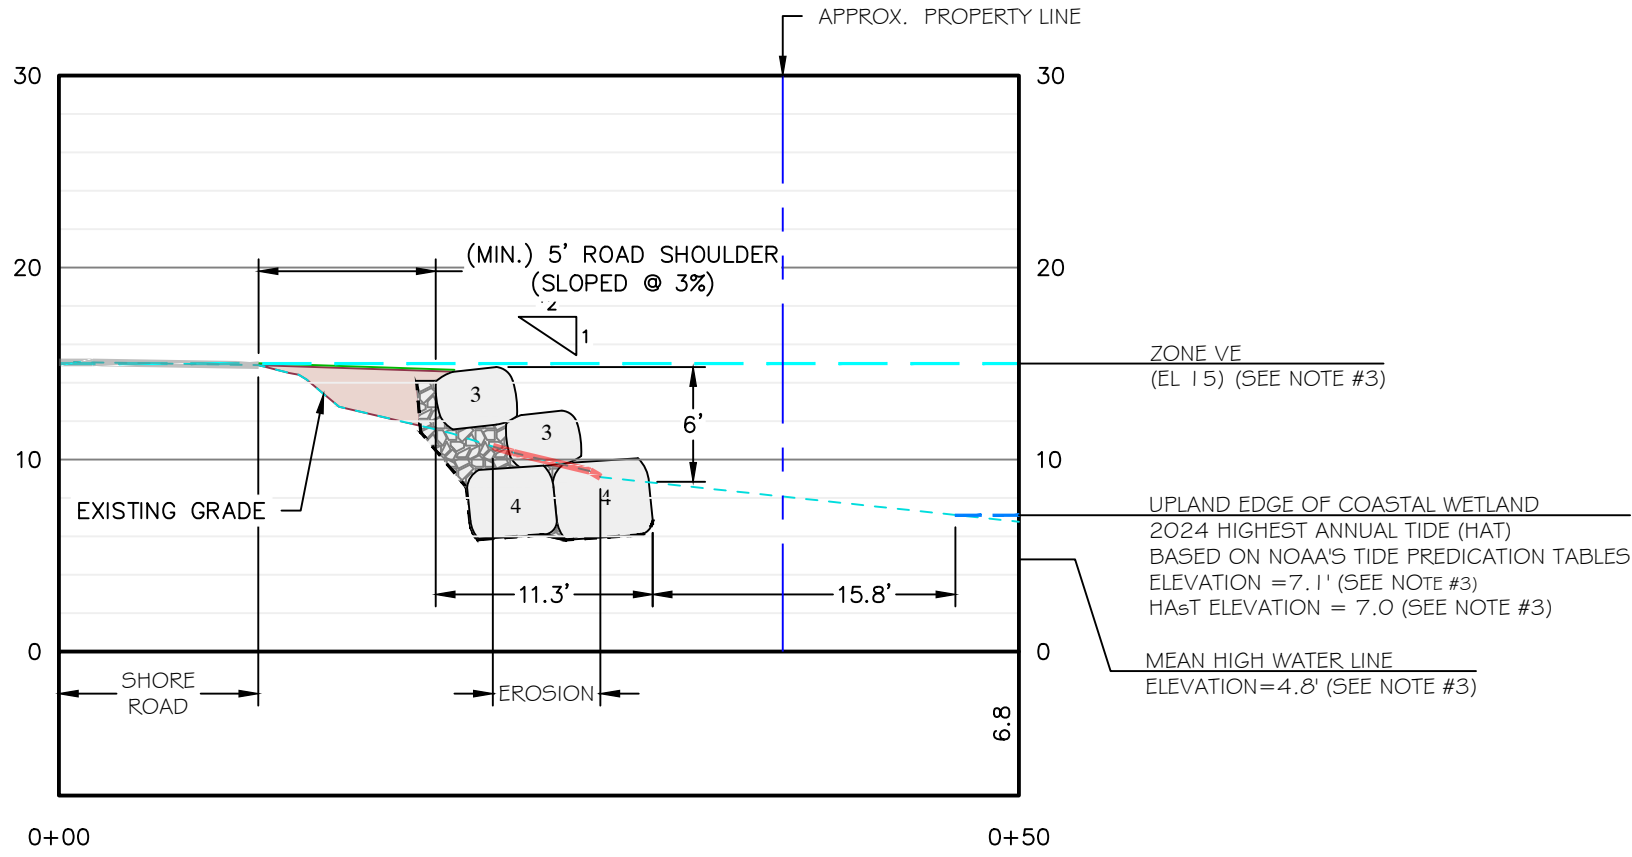 APPROX. PROPERTY LINE
30
30
20
20
(MIN.) 5' ROAD SHOULDER
(SLOPED @ 3%)
2
1
ZONE VE
(EL 15) (SEE NOTE #3)
3
3
6'
10
10
4
4
EXISTING GRADE
UPLAND EDGE OF COASTAL WETLAND
2024 HIGHEST ANNUAL TIDE (HAT)
BASED ON NOAA'S TIDE PREDICATION TABLES
ELEVATION =7.1' (SEE NOTE #3)
HAsT ELEVATION = 7.0 (SEE NOTE #3)
11.3'
15.8'
0
0
MEAN HIGH WATER LINE
ELEVATION=4.8' (SEE NOTE #3)
SHORE
ROAD
EROSION
6.8
0+00
0+50